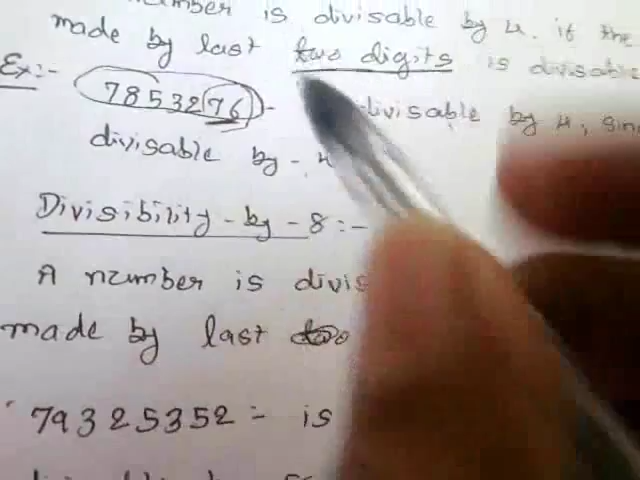 number is divisable by 4. if the
made by last two digits is divisable
Ex:- 7853276 - divisable by 4, sin
divisable by - 4
Divisibility - by - 8 :-
A number is divis
made by last
79325352 :- is